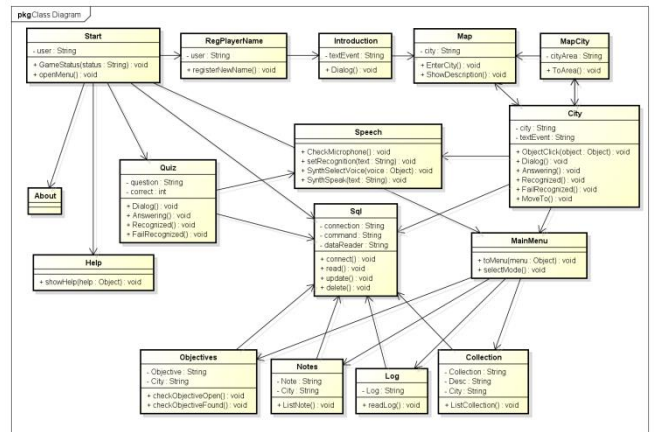 pkg Class Diagram
Start
- user : String
+ GameStatus(status : String) : void
+ openMenu() : void
RegPlayerName
- user : String
+ registerNewName() : void
Introduction
- textEvent : String
+ Dialog() : void
Map
- city : String
+ EnterCity() : void
+ ShowDescription() : void
MapCity
- cityArea : String
+ ToArea() : void
City
- city : String
- textEvent : String
+ ObjectClick(object : Object) : void
+ Dialog() : void
+ Answering() : void
+ Recognized() : void
+ FailRecognized() : void
+ MoveTo() : void
Speech
+ CheckMicrophone() : void
+ setRecognition(text : String) : void
+ SynthSelectVoice(voice : Object) : void
+ SynthSpeak(text : String) : void
Quiz
- question : String
- correct : int
+ Dialog() : void
+ Answering() : void
+ Recognized() : void
+ FailRecognized() : void
About
Sql
- connection : String
- command : String
- dataReader : String
+ connect() : void
+ read() : void
+ update() : void
+ delete() : void
MainMenu
+ toMenu(menu : Object) : void
+ selectMode() : void
Help
+ showHelp(help : Object) : void
Objectives
- Objective : String
- City : String
+ checkObjectiveOpen() : void
+ checkObjectiveFound() : void
Notes
- Note : String
- City : String
+ ListNote() : void
Log
- Log : String
+ readLog() : void
Collection
- Collection : String
- Desc : String
- City : String
+ ListCollection() : void